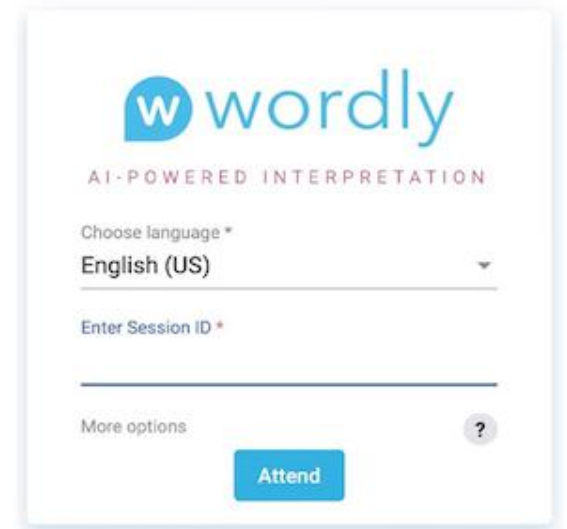 w wordly
AI-POWERED INTERPRETATION
Choose language *
English (US)
Enter Session ID *
More options
?
Attend